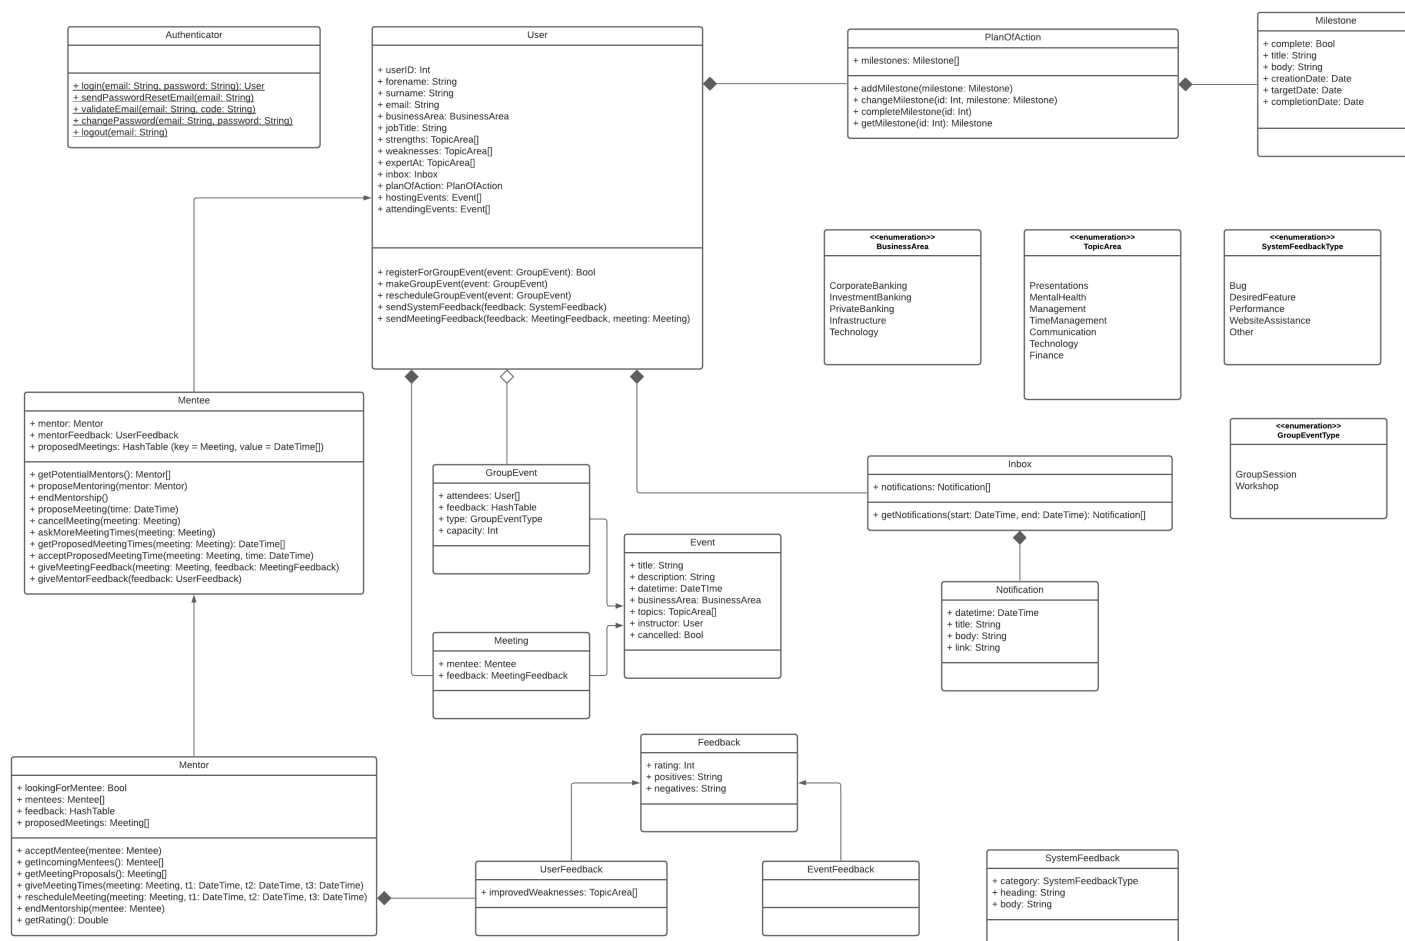 Authenticator
+ login(email: String, password: String): User
+ sendPasswordResetEmail(email: String)
+ validateEmail(email: String, code: String)
+ changePassword(email: String, password: String)
+ logout(email: String)
User
+ userID: Int
+ forename: String
+ surname: String
+ email: String
+ businessArea: BusinessArea
+ jobTitle: String
+ strengths: TopicArea[]
+ weaknesses: TopicArea[]
+ expertAt: TopicArea[]
+ inbox: Inbox
+ planOfAction: PlanOfAction
+ hostingEvents: Event[]
+ attendingEvents: Event[]
+ registerForGroupEvent(event: GroupEvent): Bool
+ makeGroupEvent(event: GroupEvent)
+ rescheduleGroupEvent(event: GroupEvent)
+ sendSystemFeedback(feedback: SystemFeedback)
+ sendMeetingFeedback(feedback: MeetingFeedback, meeting: Meeting)
PlanOfAction
+ milestones: Milestone[]
+ addMilestone(milestone: Milestone)
+ changeMilestone(id: Int, milestone: Milestone)
+ completeMilestone(id: Int)
+ getMilestone(id: Int): Milestone
Milestone
+ complete: Bool
+ title: String
+ body: String
+ creationDate: Date
+ targetDate: Date
+ completionDate: Date
<<enumeration>>
BusinessArea
CorporateBanking
InvestmentBanking
PrivateBanking
Infrastructure
Technology
<<enumeration>>
TopicArea
Presentations
MentalHealth
Management
TimeManagement
Communication
Technology
Finance
<<enumeration>>
SystemFeedbackType
Bug
DesiredFeature
Performance
WebsiteAssistance
Other
<<enumeration>>
GroupEventType
GroupSession
Workshop
Mentee
+ mentor: Mentor
+ mentorFeedback: UserFeedback
+ proposedMeetings: HashTable (key = Meeting, value = DateTime[])
+ getPotentialMentors(): Mentor[]
+ proposeMentoring(mentor: Mentor)
+ endMentorship()
+ proposeMeeting(time: DateTime)
+ cancelMeeting(meeting: Meeting)
+ askMoreMeetingTimes(meeting: Meeting)
+ getProposedMeetingTimes(meeting: Meeting): DateTime[]
+ acceptProposedMeetingTime(meeting: Meeting, time: DateTime)
+ giveMeetingFeedback(meeting: Meeting, feedback: MeetingFeedback)
+ giveMentorFeedback(feedback: UserFeedback)
GroupEvent
+ attendees: User[]
+ feedback: HashTable
+ type: GroupEventType
+ capacity: Int
Event
+ title: String
+ description: String
+ datetime: DateTIme
+ businessArea: BusinessArea
+ topics: TopicArea[]
+ instructor: User
+ cancelled: Bool
Meeting
+ mentee: Mentee
+ feedback: MeetingFeedback
Inbox
+ notifications: Notification[]
+ getNotifications(start: DateTime, end: DateTime): Notification[]
Notification
+ datetime: DateTime
+ title: String
+ body: String
+ link: String
Mentor
+ lookingForMentee: Bool
+ mentees: Mentee[]
+ feedback: HashTable
+ proposedMeetings: Meeting[]
+ acceptMentee(mentee: Mentee)
+ getIncomingMentees(): Mentee[]
+ getMeetingProposals(): Meeting[]
+ giveMeetingTimes(meeting: Meeting, t1: DateTime, t2: DateTime, t3: DateTime)
+ rescheduleMeeting(meeting: Meeting, t1: DateTime, t2: DateTime, t3: DateTime)
+ endMentorship(mentee: Mentee)
+ getRating(): Double
Feedback
+ rating: Int
+ positives: String
+ negatives: String
UserFeedback
+ improvedWeaknesses: TopicArea[]
EventFeedback
SystemFeedback
+ category: SystemFeedbackType
+ heading: String
+ body: String